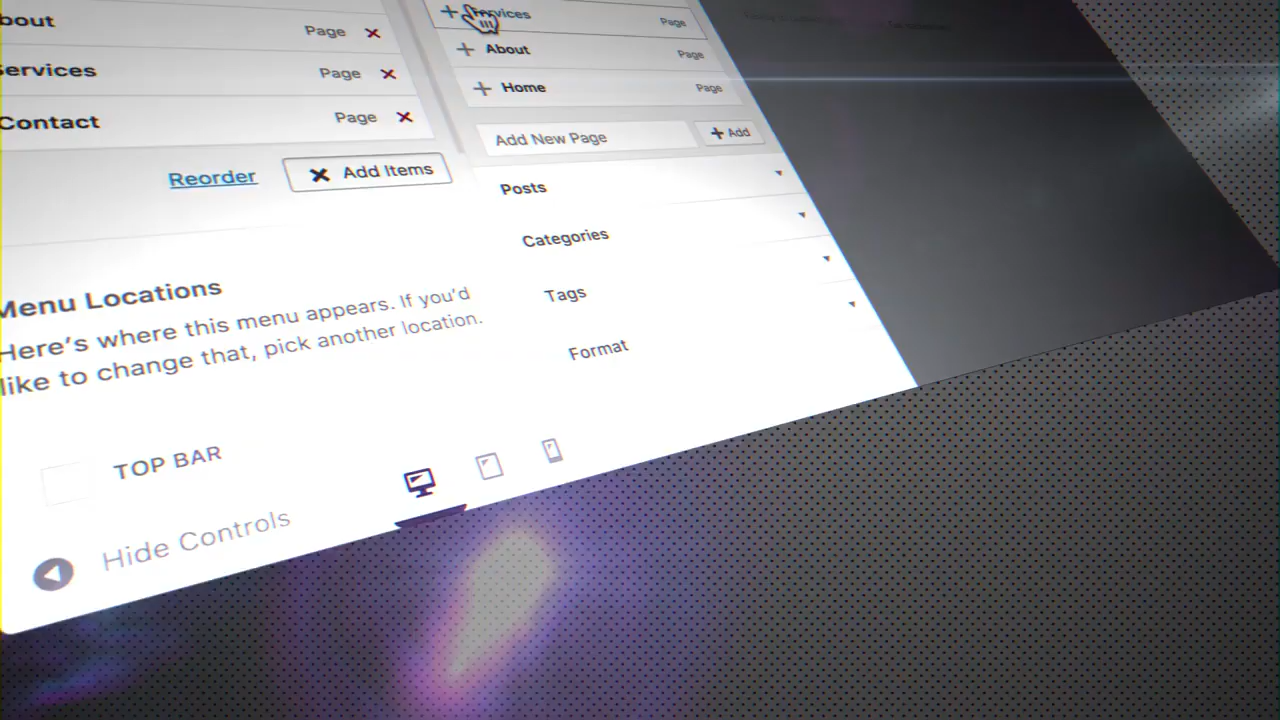 bout Page
ervices Page
Contact Page
Reorder Add Items
Menu Locations
Here's where this menu appears. If you'd
like to change that, pick another location.
TOP BAR
Hide Controls
Services Page
About Page
Home Page
Add New Page Add
Posts
Categories
Tags
Format